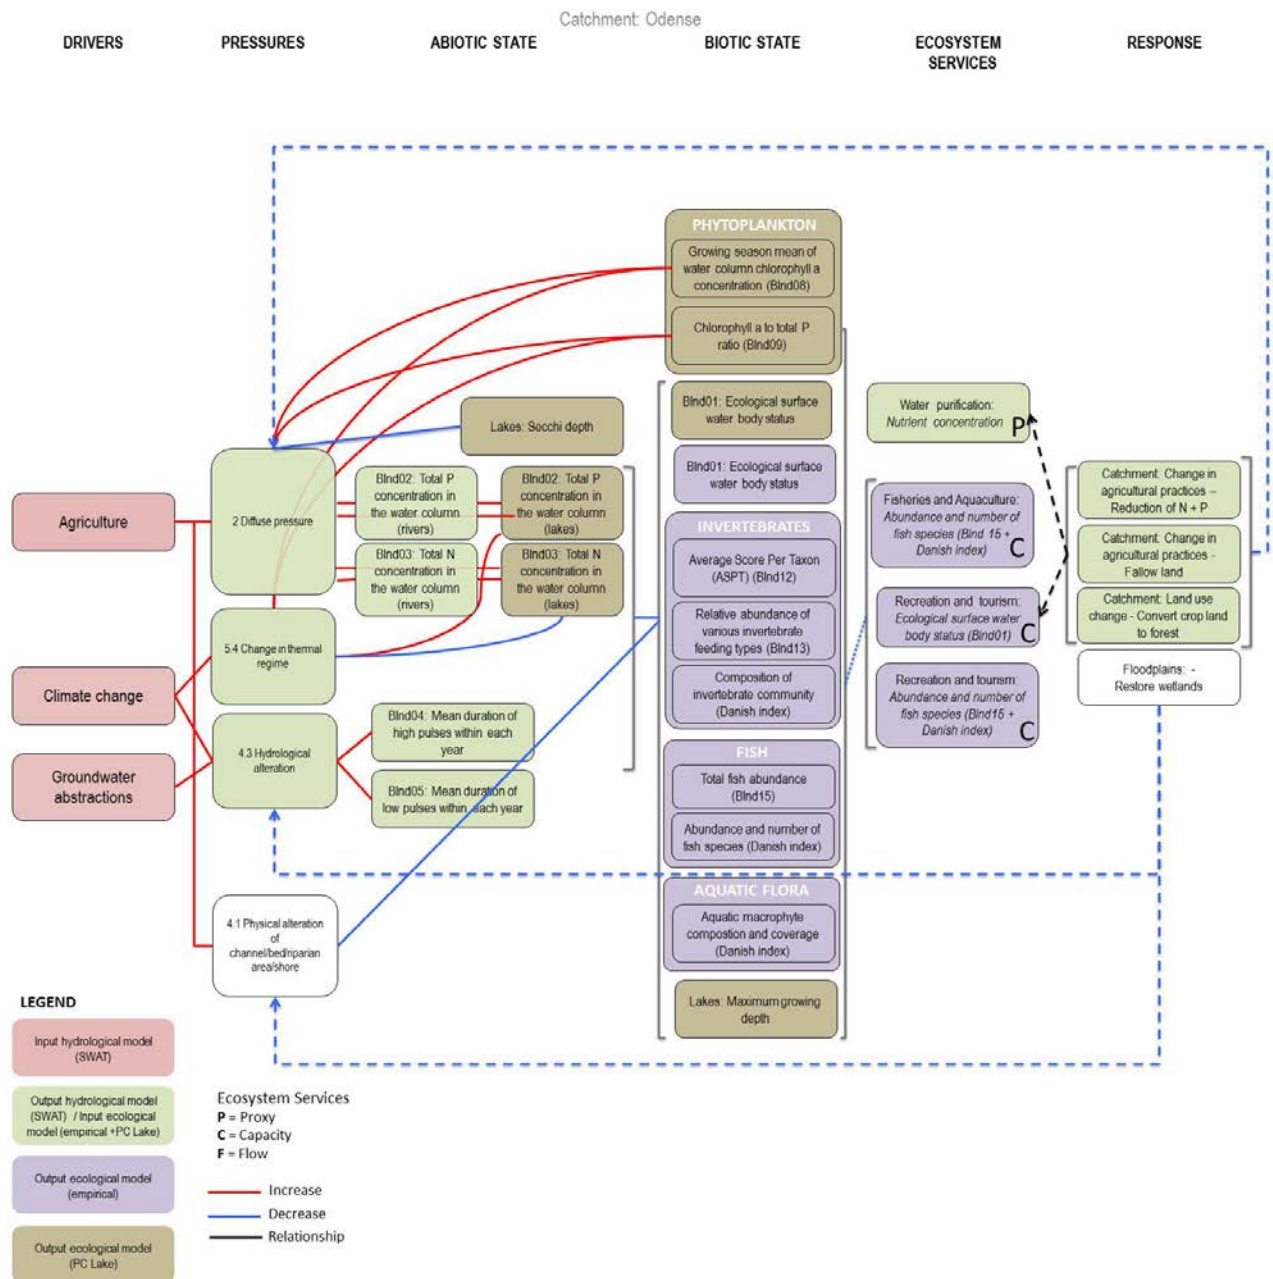 Catchment: Odense
DRIVERS
PRESSURES
ABIOTIC STATE
BIOTIC STATE
ECOSYSTEM
SERVICES
RESPONSE
PHYTOPLANKTON
Growing season mean of
water column chlorophyll a
concentration (BInd08)
Chlorophyll a to total P
ratio (BInd09)
BInd01: Ecological surface
water body status
BInd01: Ecological surface
water body status
INVERTEBRATES
Average Score Per Taxon
(ASPT) (BInd12)
Relative abundance of
various invertebrate
feeding types (BInd13)
Composition of
invertebrate community
(Danish index)
FISH
Total fish abundance
(BInd15)
Abundance and number of
fish species (Danish index)
AQUATIC FLORA
Aquatic macrophyte
compostion and coverage
(Danish index)
Lakes: Maximum growing
depth
Lakes: Secchi depth
Agriculture
Climate change
Groundwater
abstractions
2 Diffuse pressure
5.4 Change in thermal
regime
4.3 Hydrological
alteration
4.1 Physical alteration
of
channel/bed/riparian
area/shore
BInd02: Total P
concentration in
the water column
(rivers)
BInd02: Total P
concentration in
the water column
(lakes)
BInd03: Total N
concentration in
the water column
(rivers)
BInd03: Total N
concentration in
the water column
(lakes)
BInd04: Mean duration of
high pulses within each
year
BInd05: Mean duration of
low pulses within each year
Water purification:
Nutrient concentration P
Fisheries and Aquaculture:
Abundance and number of
fish species (Bind 15 +
Danish index) C
Recreation and tourism:
Ecological surface water
body status (Bind01) C
Recreation and tourism:
Abundance and number of
fish species (Bind15 +
Danish index) C
Catchment: Change in
agricultural practices –
Reduction of N + P
Catchment: Change in
agricultural practices -
Fallow land
Catchment: Land use
change - Convert crop land
to forest
Floodplains: -
Restore wetlands
LEGEND
Input hydrological model
(SWAT)
Output hydrological model
(SWAT) / Input ecological
model (empirical +PC Lake)
Output ecological model
(empirical)
Output ecological model
(PC Lake)
Ecosystem Services
P = Proxy
C = Capacity
F = Flow
Increase
Decrease
Relationship